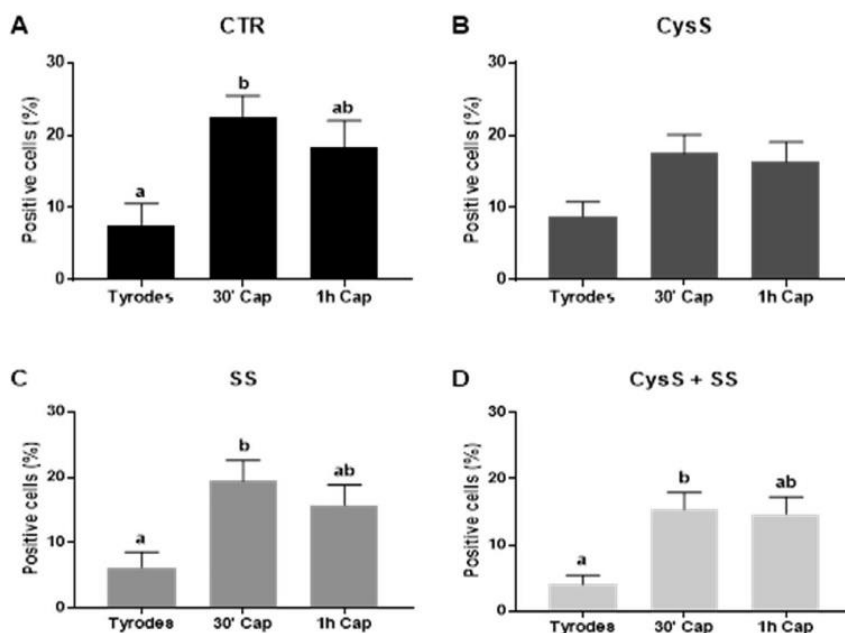 A
CTR
Positive cells (%)
30
20
10
0
a
b
ab
Tyrodes
30' Cap
1h Cap
B
CysS
Positive cells (%)
30
20
10
0
Tyrodes
30' Cap
1h Cap
C
SS
Positive cells (%)
30
20
10
0
a
b
ab
Tyrodes
30' Cap
1h Cap
D
CysS + SS
Positive cells (%)
30
20
10
0
a
b
ab
Tyrodes
30' Cap
1h Cap